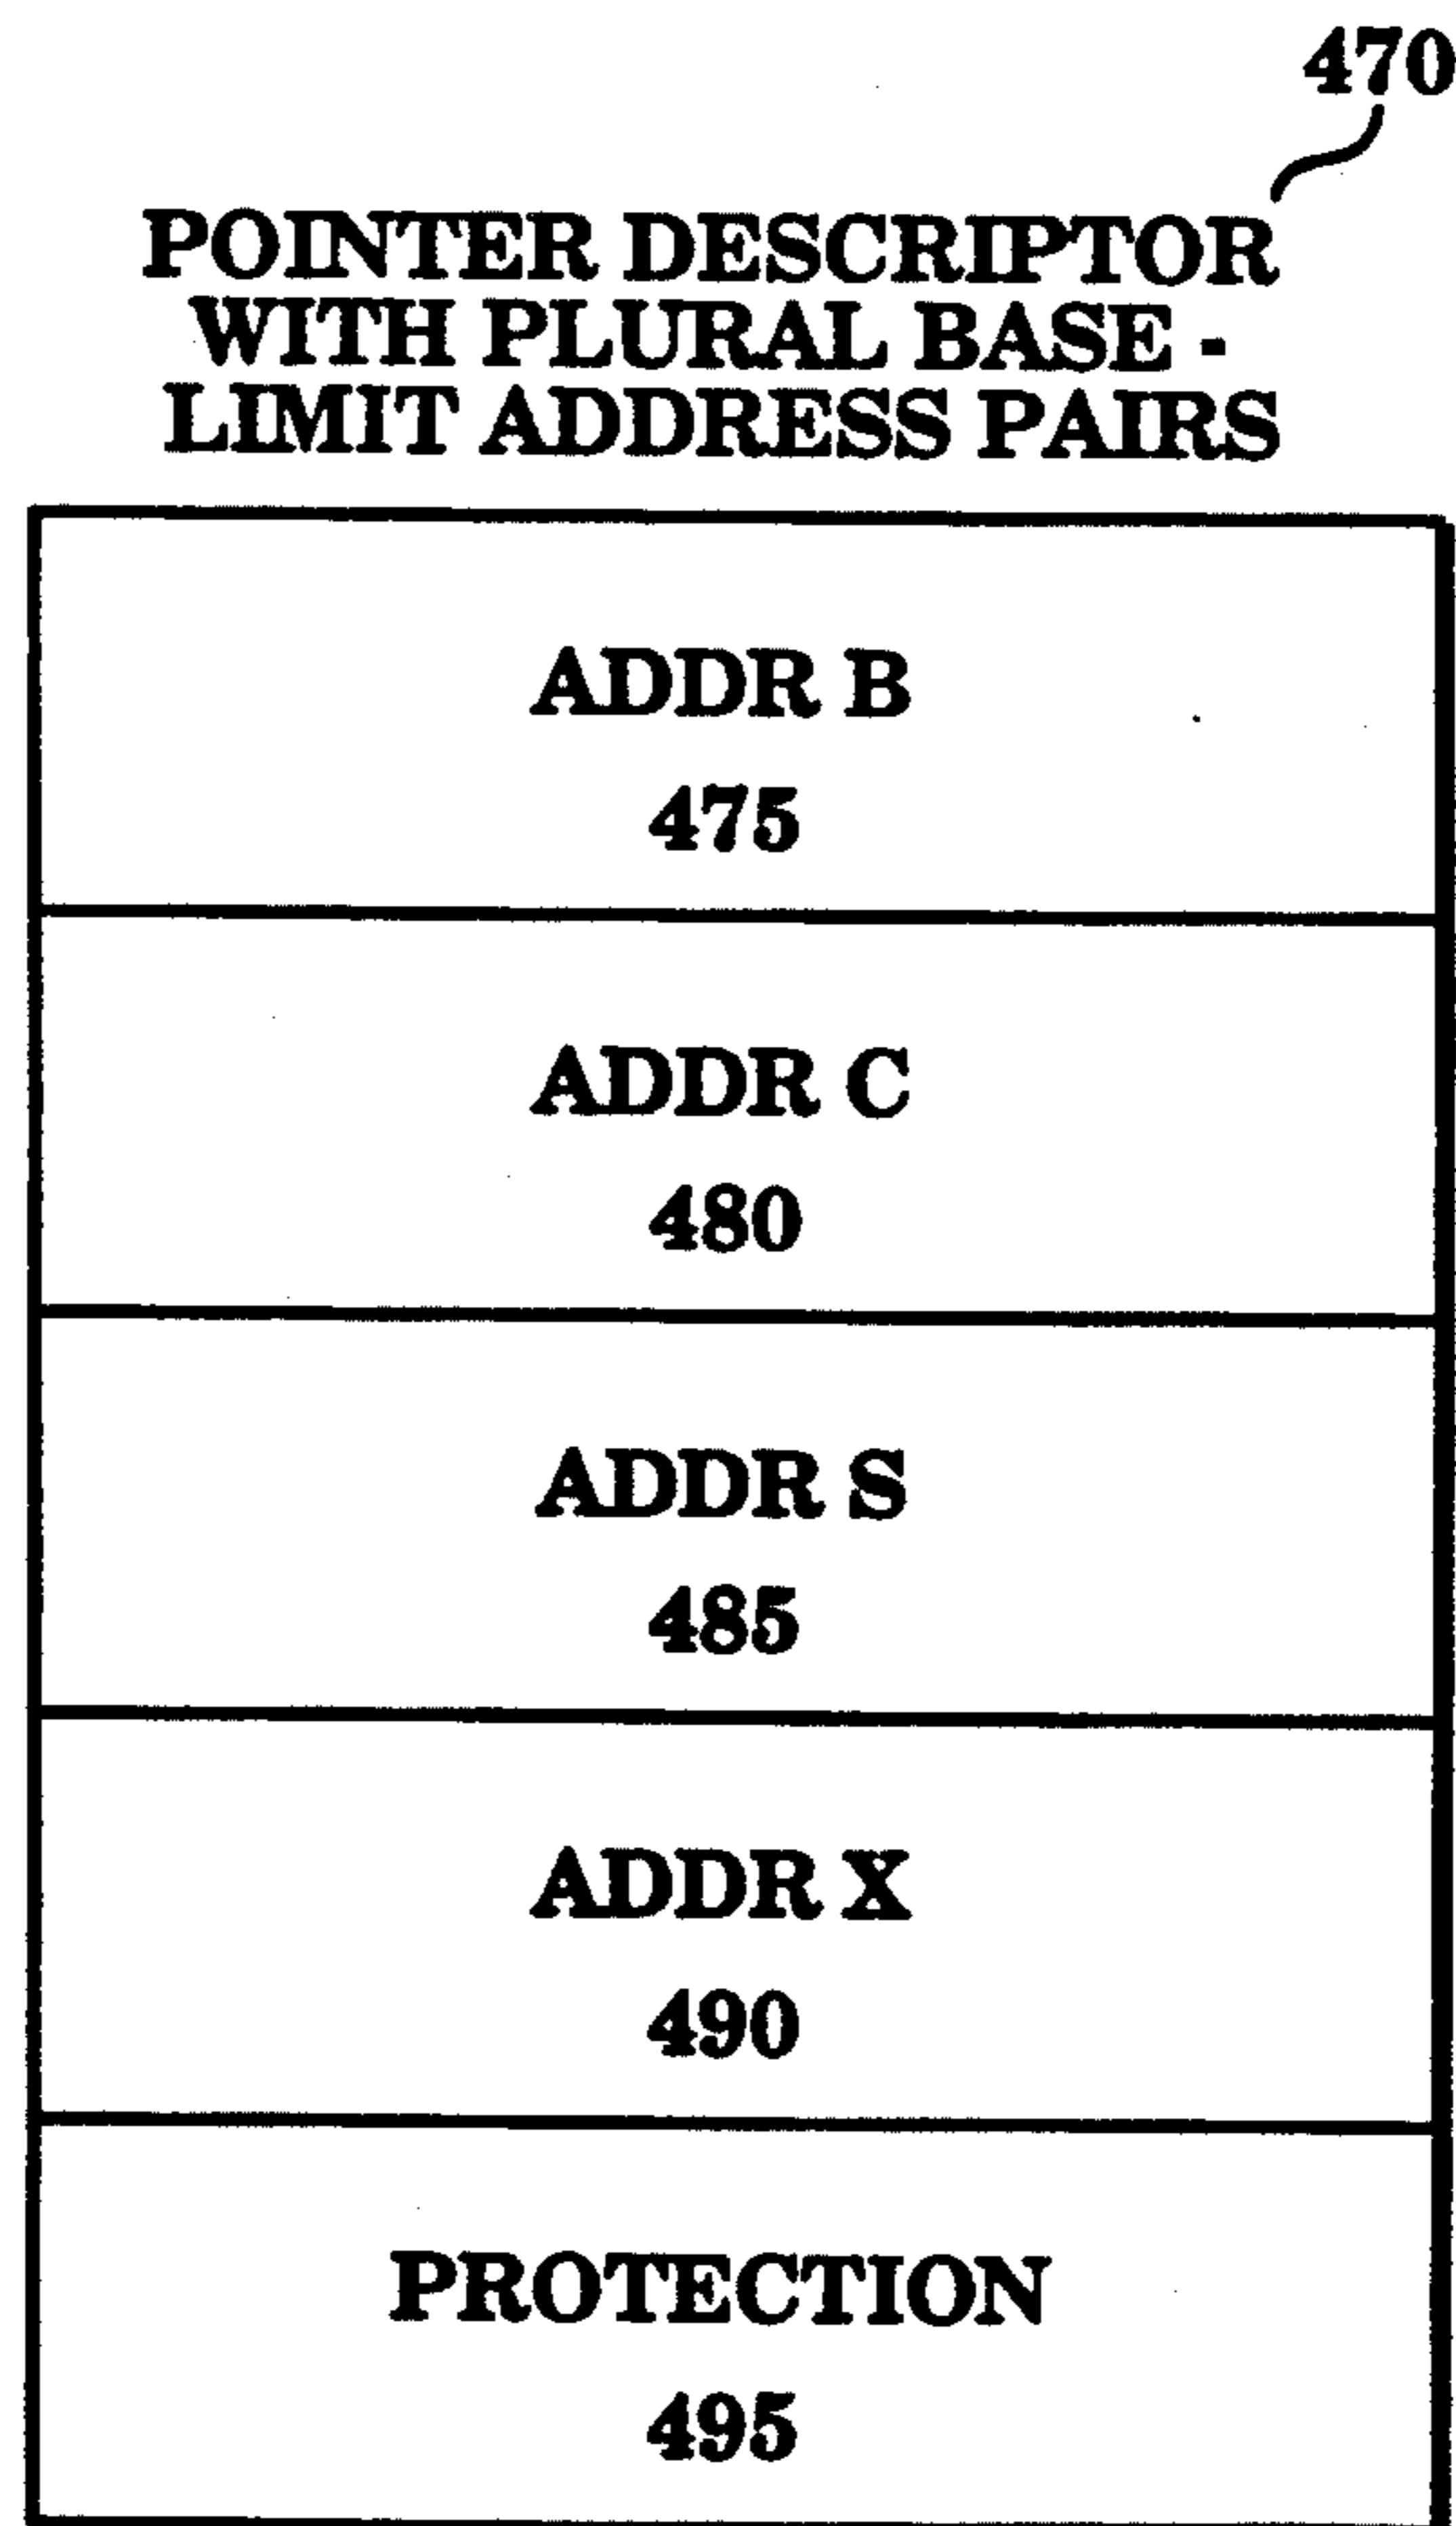 470
POINTER DESCRIPTOR
WITH PLURAL BASE -
LIMIT ADDRESS PAIRS
ADDR B
475
ADDR C
480
ADDR S
485
ADDR X
490
PROTECTION
495